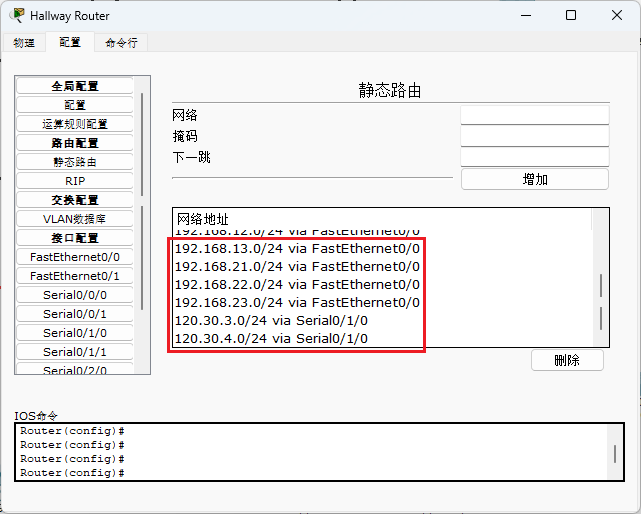 Hallway Router
物理 配置 命令行
全局配置
配置
运算规则配置
路由配置
静态路由
RIP
交换配置
VLAN数据库
接口配置
FastEthernet0/0
FastEthernet0/1
Serial0/0/0
Serial0/0/1
Serial0/1/0
Serial0/1/1
Serial0/2/0
静态路由
网络
掩码
下一跳
增加
网络地址
192.168.12.0/24 via FastEthernet0/0
192.168.13.0/24 via FastEthernet0/0
192.168.21.0/24 via FastEthernet0/0
192.168.22.0/24 via FastEthernet0/0
192.168.23.0/24 via FastEthernet0/0
120.30.3.0/24 via Serial0/1/0
120.30.4.0/24 via Serial0/1/0
删除
IOS命令
Router(config)#
Router(config)#
Router(config)#
Router(config)#